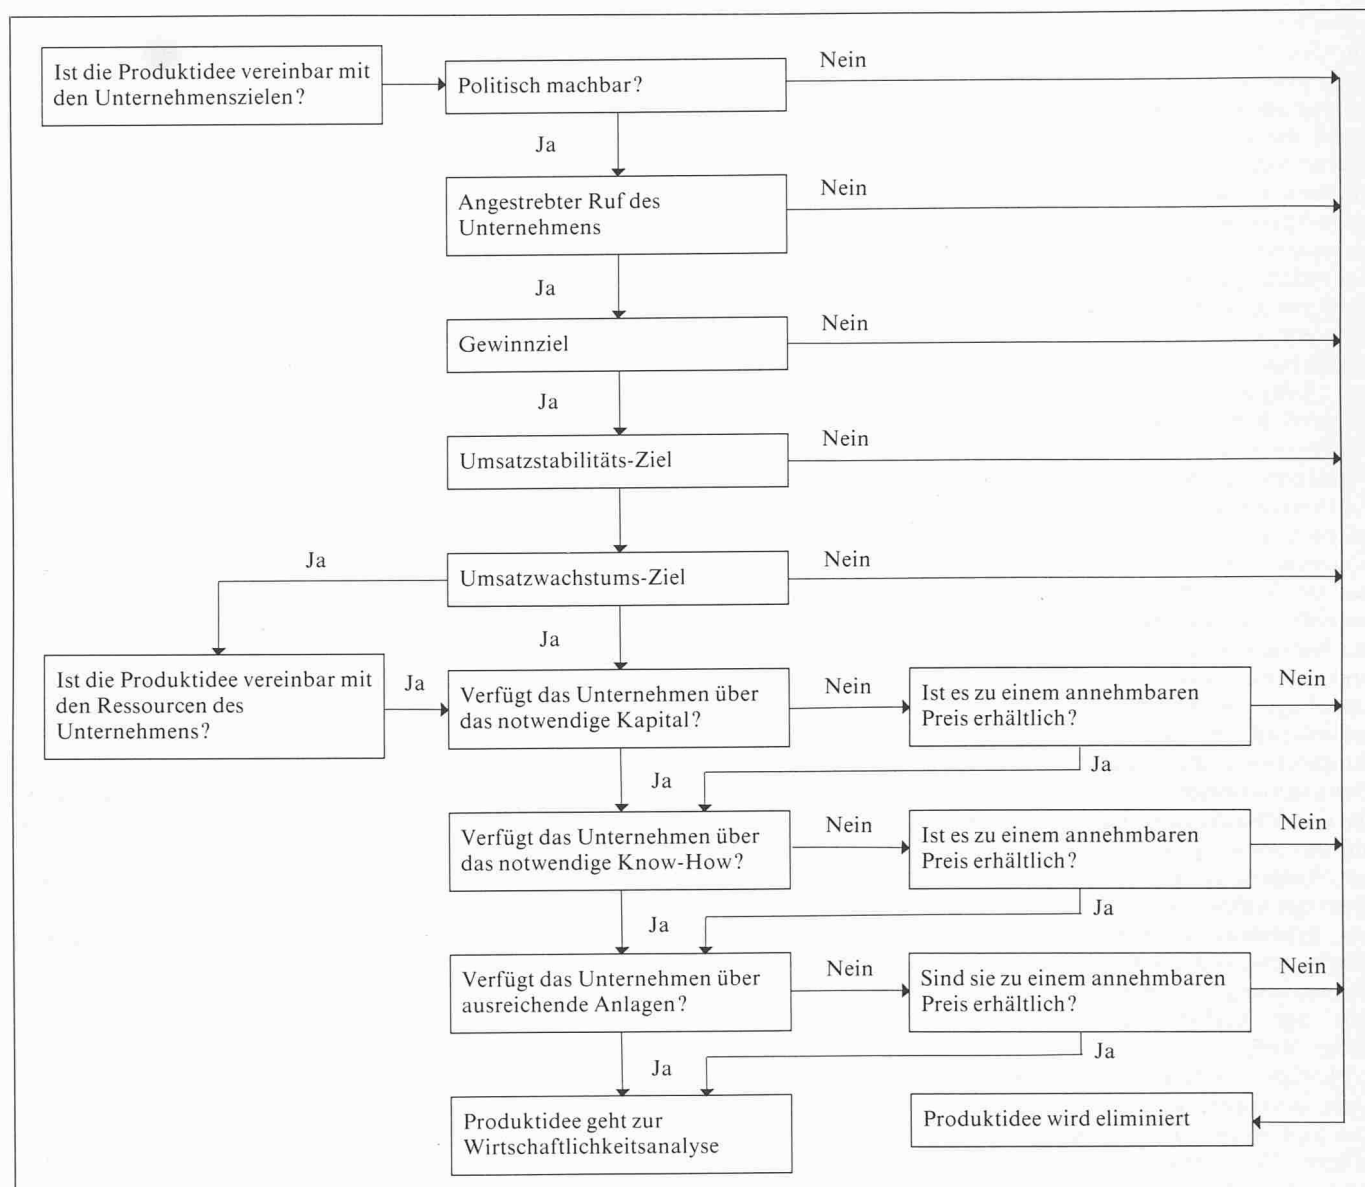 Ist die Produktidee vereinbar mit
den Unternehmenszielen?
Politisch machbar?
Nein
Ja
Angestrebter Ruf des
Unternehmens
Nein
Ja
Gewinnziel
Nein
Ja
Umsatzstabilitäts-Ziel
Nein
Ja
Umsatzwachstums-Ziel
Nein
Ja
Ist die Produktidee vereinbar mit
den Ressourcen des
Unternehmens?
Ja
Verfügt das Unternehmen über
das notwendige Kapital?
Nein
Ist es zu einem annehmbaren
Preis erhältlich?
Nein
Ja
Ja
Verfügt das Unternehmen über
das notwendige Know-How?
Nein
Ist es zu einem annehmbaren
Preis erhältlich?
Nein
Ja
Ja
Verfügt das Unternehmen über
ausreichende Anlagen?
Nein
Sind sie zu einem annehmbaren
Preis erhältlich?
Nein
Ja
Ja
Produktidee geht zur
Wirtschaftlichkeitsanalyse
Produktidee wird eliminiert